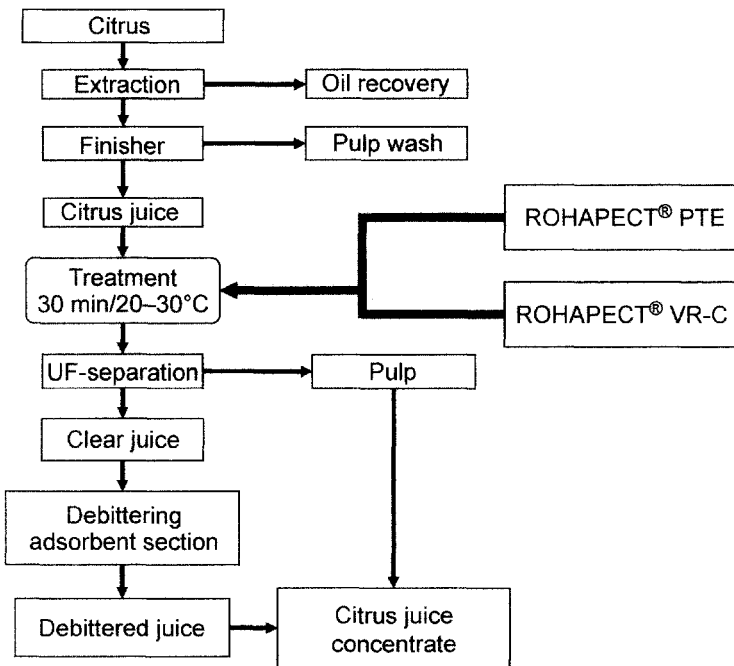 Citrus
Extraction
Oil recovery
Finisher
Pulp wash
Citrus juice
ROHAPECT® PTE
Treatment
30 min/20–30°C
ROHAPECT® VR-C
UF-separation
Pulp
Clear juice
Debittering
adsorbent section
Debittered juice
Citrus juice
concentrate